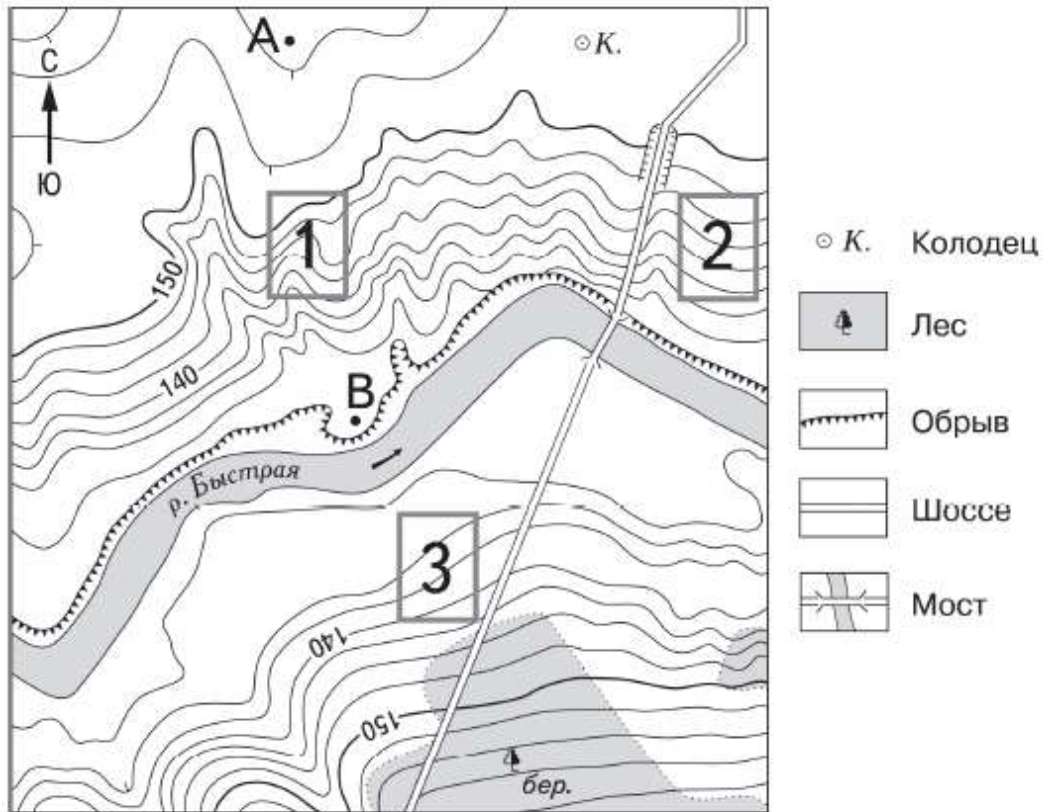 А
К.
С
Ю
1
2
150
140
В
р. Быстрая
3
140
150
бер.
К. Колодец
Лес
Обрыв
Шоссе
Мост